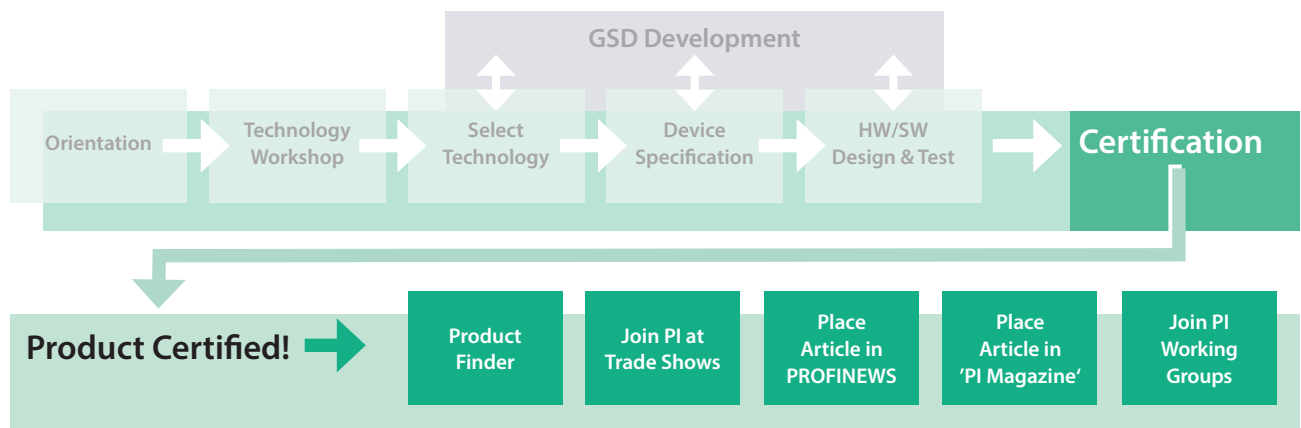 GSD Development
Orientation
Technology
Workshop
Select
Technology
Device
Specification
HW/SW
Design & Test
Certification
Product Certified!
Product
Finder
Join PI at
Trade Shows
Place
Article in
PROFINEWS
Place
Article in
’PI Magazine‘
Join PI
Working
Groups